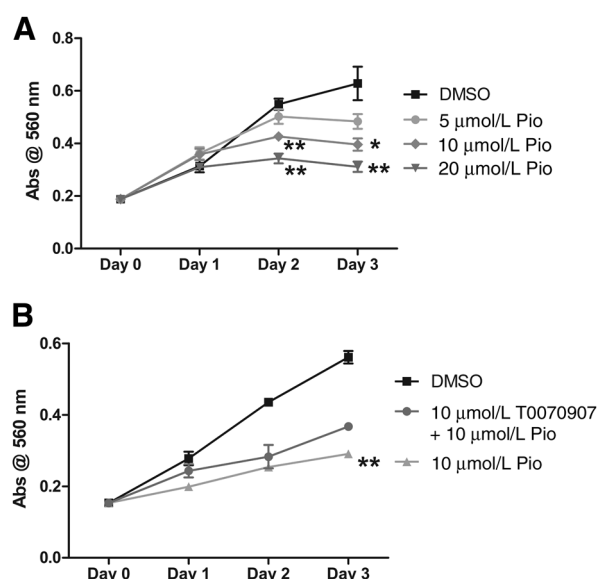 A
Abs @ 560 nm
0.8
0.6
0.4
0.2
0.0
Day 0 Day 1 Day 2 Day 3
**
**
*
**
DMSO
5 μmol/L Pio
10 μmol/L Pio
20 μmol/L Pio
B
Abs @ 560 nm
0.6
0.4
0.2
0.0
Day 0 Day 1 Day 2 Day 3
**
DMSO
10 μmol/L T0070907
+ 10 μmol/L Pio
10 μmol/L Pio